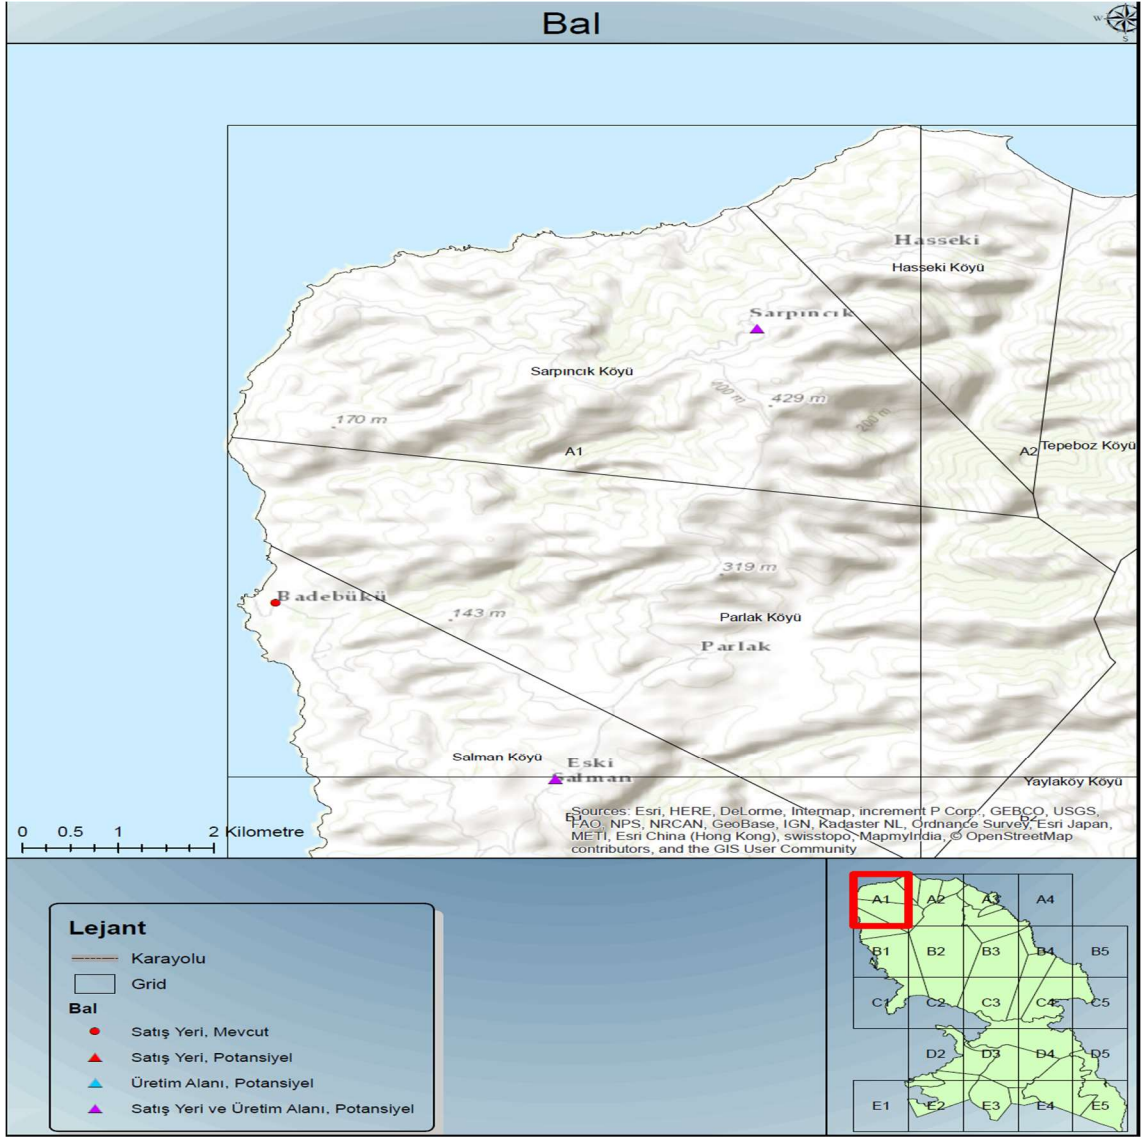 Bal
W
S
Hasseki
Hasseki Köyü
Sarpıncık
Sarpıncık Köyü
400 m
429 m
200 m
170 m
A1
A2
Tepeboz Köyü
319 m
Badebükü
143 m
Parlak Köyü
Parlak
Salman Köyü
Eski
Salman
Yaylaköy Köyü
Sources: Esri, HERE, DeLorme, Intermap, increment P Corp., GEBCO, USGS,
FAO, NPS, NRCAN, GeoBase, IGN, Kadaster NL, Ordnance Survey, Esri Japan,
METI, Esri China (Hong Kong), swisstopo, MapmyIndia, © OpenStreetMap
contributors, and the GIS User Community
0 0.5 1 2 Kilometre
Lejant
Karayolu
Grid
Bal
Satış Yeri, Mevcut
Satış Yeri, Potansiyel
Üretim Alanı, Potansiyel
Satış Yeri ve Üretim Alanı, Potansiyel
A1 A2 A3 A4
B1 B2 B3 B4 B5
C1 C2 C3 C4 C5
D2 D3 D4 D5
E1 E2 E3 E4 E5